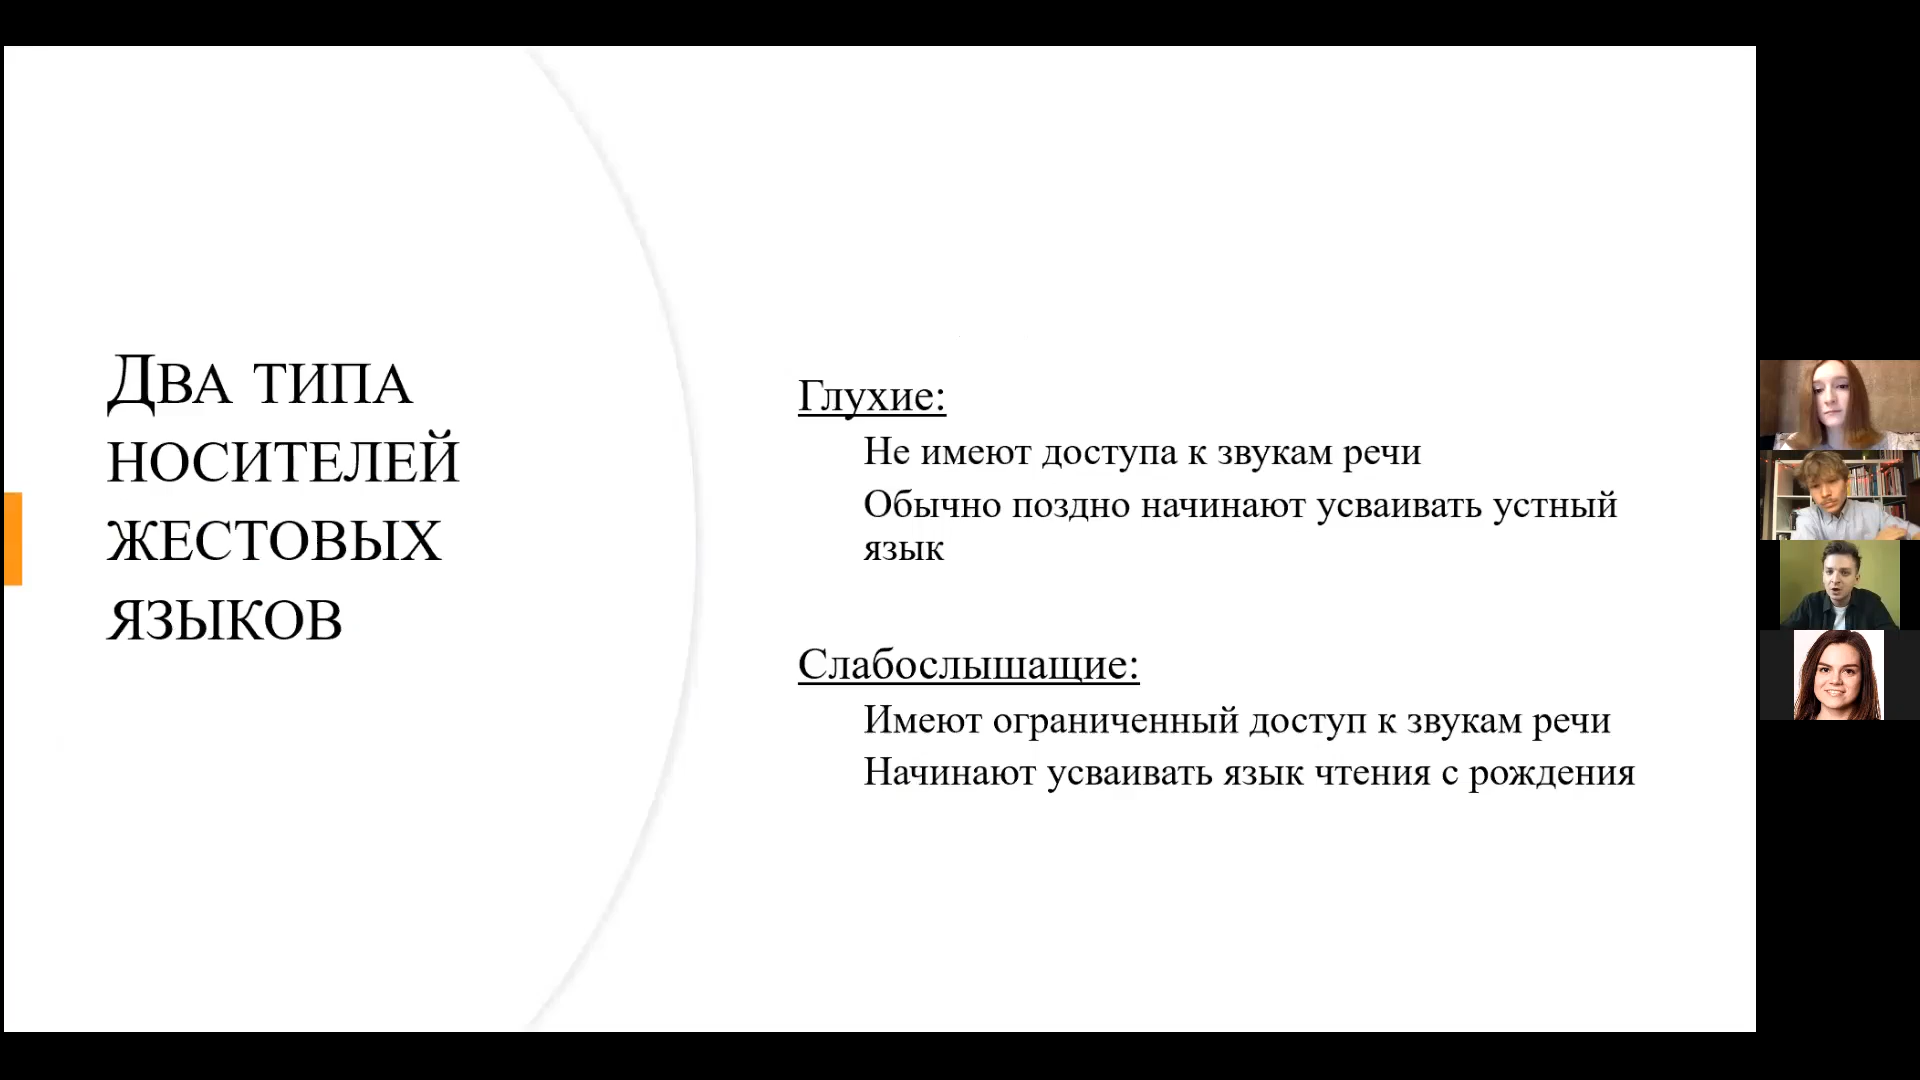 Два типа
носителей
жестовых
языков
Глухие:
Не имеют доступа к звукам речи
Обычно поздно начинают усваивать устный
язык
Слабослышащие:
Имеют ограниченный доступ к звукам речи
Начинают усваивать язык чтения с рождения